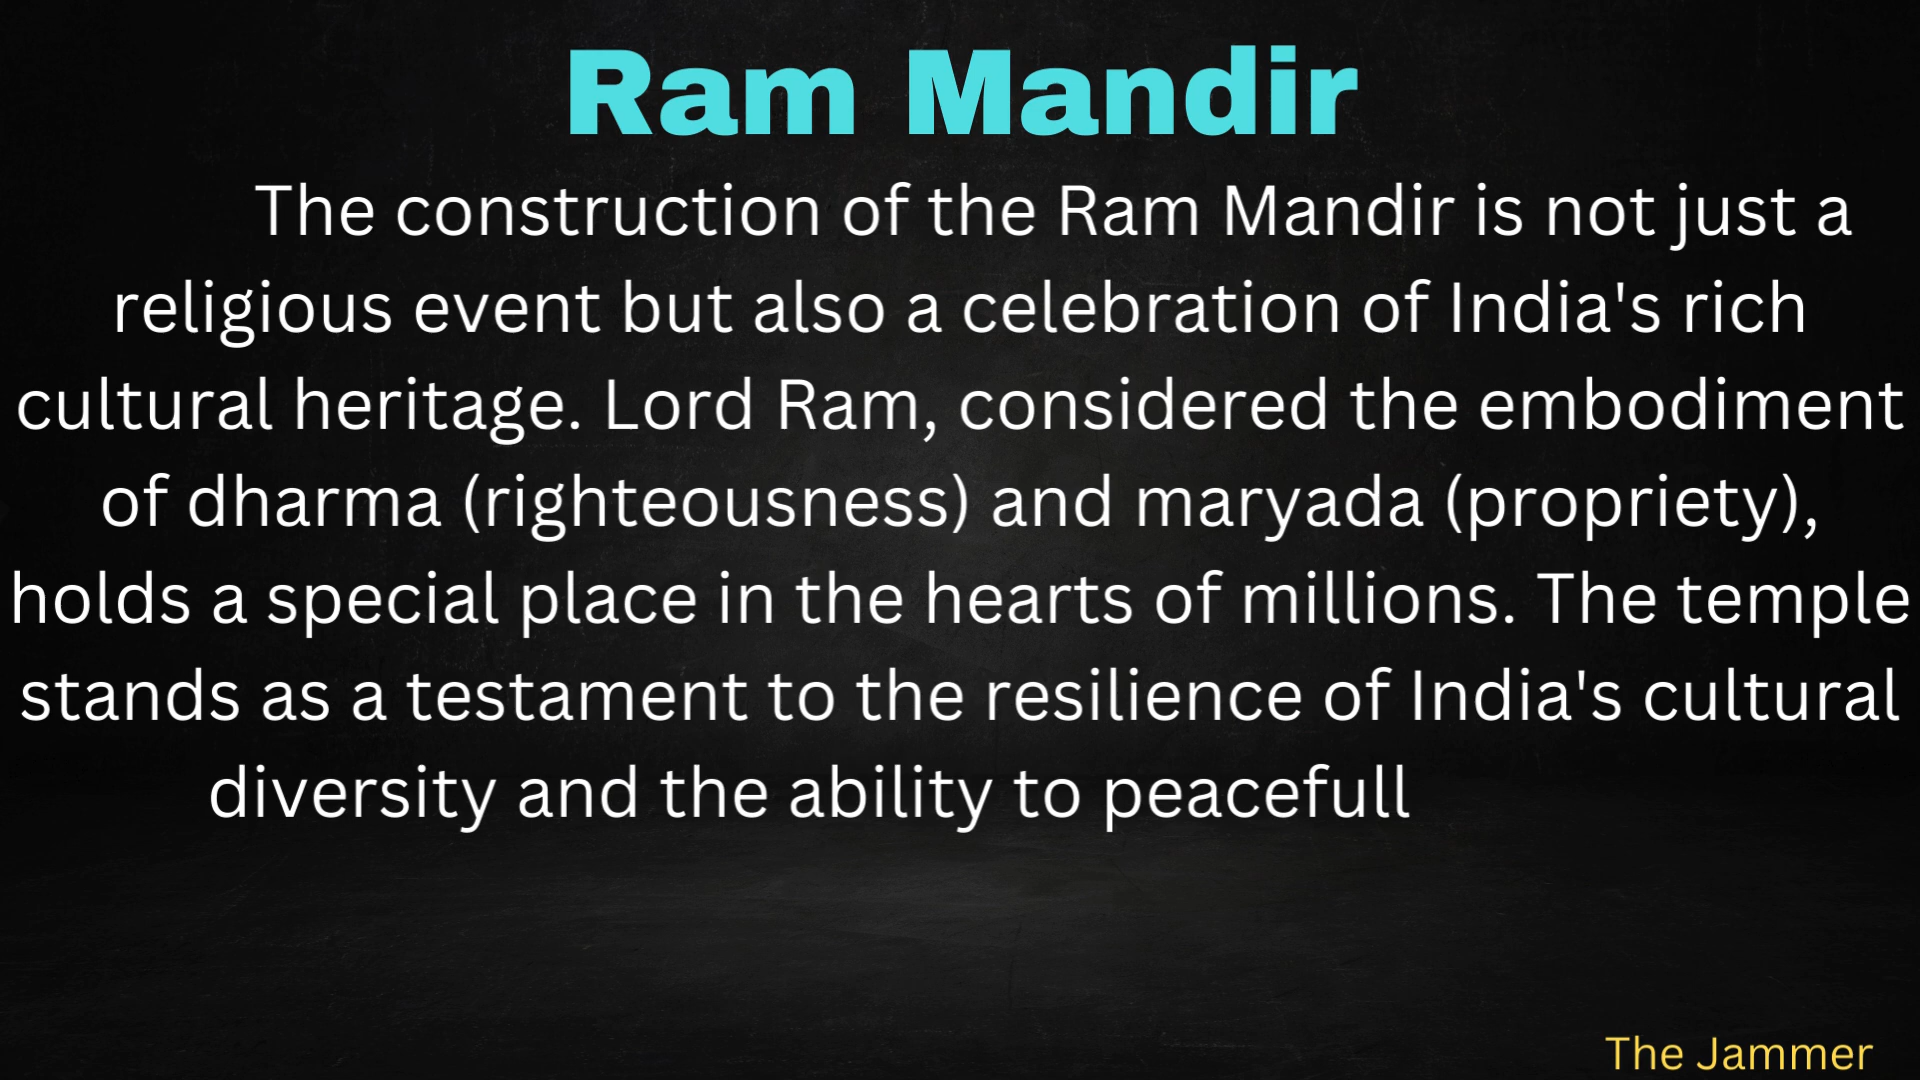 Ram Mandir
The construction of the Ram Mandir is not just a
religious event but also a celebration of India's rich
cultural heritage. Lord Ram, considered the embodiment
of dharma (righteousness) and maryada (propriety),
holds a special place in the hearts of millions. The temple
stands as a testament to the resilience of India's cultural
diversity and the ability to peacefull
The Jammer